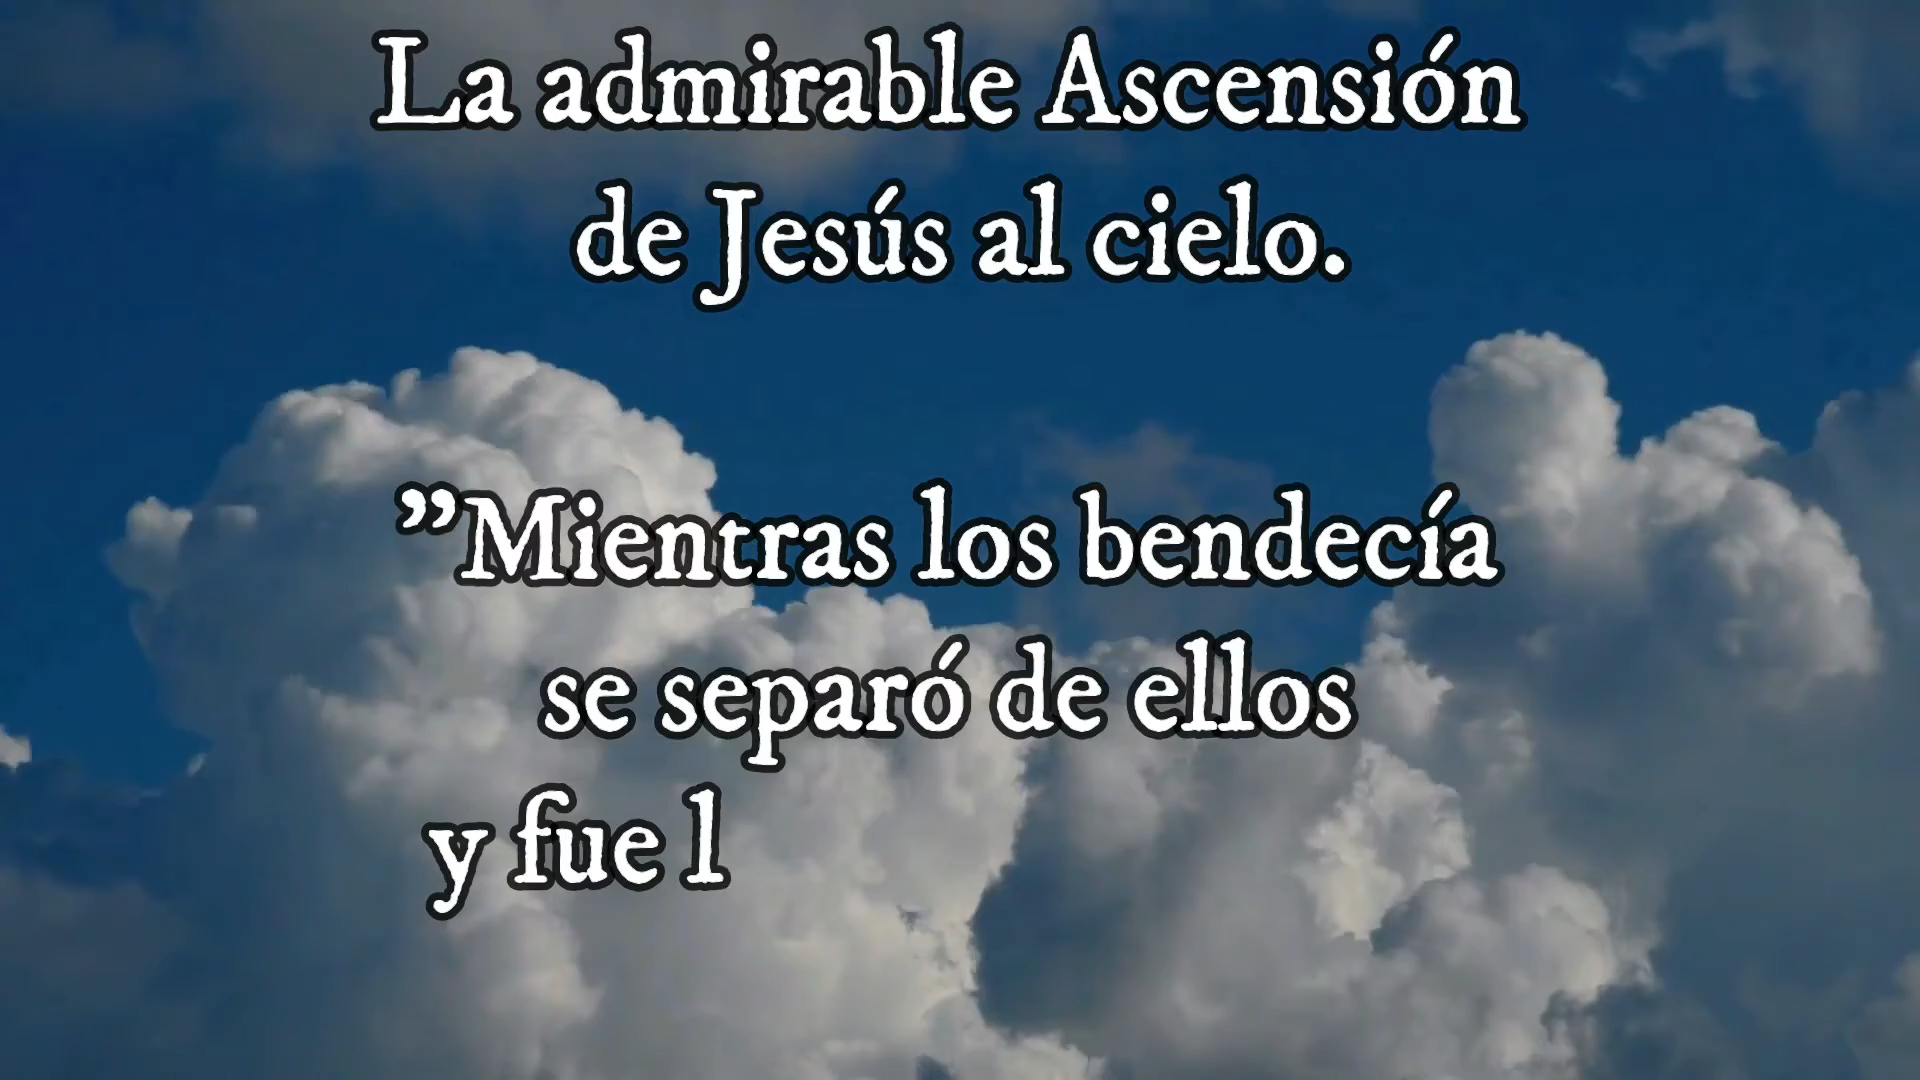 La admirable Ascensión
de Jesús al cielo.
”Mientras los bendecía
se separó de ellos
y fue l